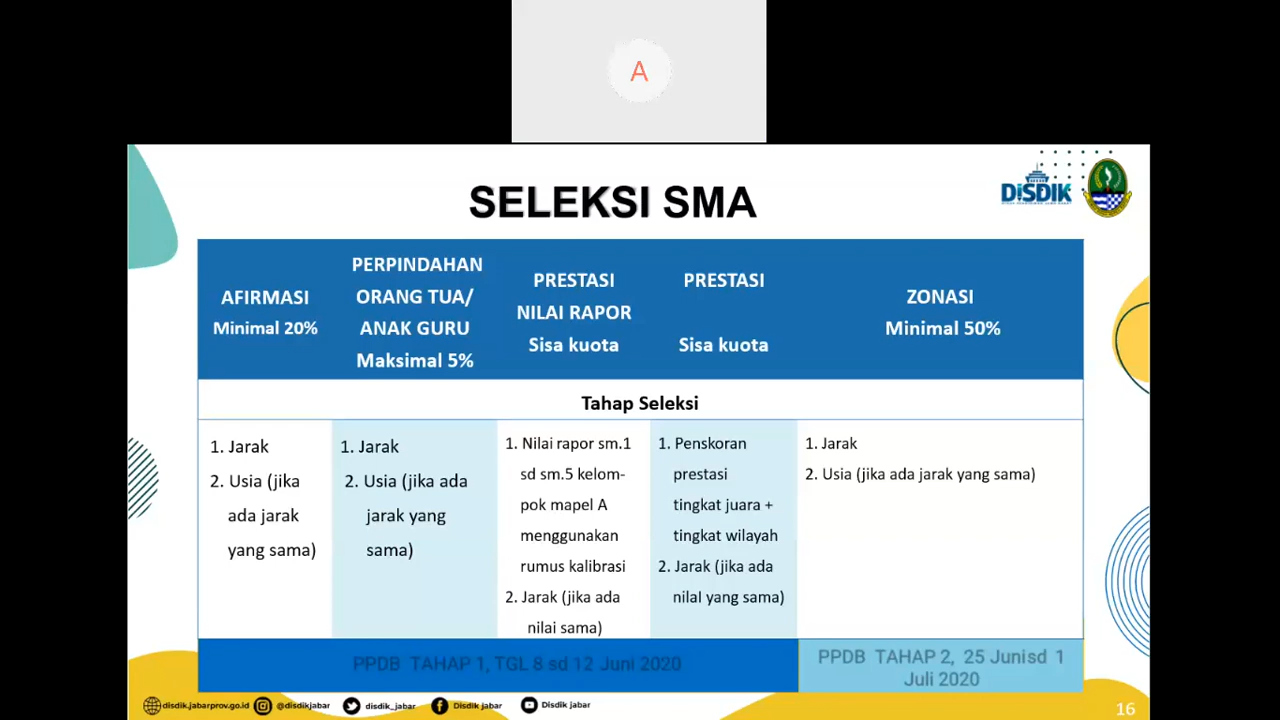 A
DISDIK
SELEKSI SMA
AFIRMASI
Minimal 20%
PERPINDAHAN
ORANG TUA/
ANAK GURU
Maksimal 5%
PRESTASI
NILAI RAPOR
Sisa kuota
PRESTASI
Sisa kuota
ZONASI
Minimal 50%
Tahap Seleksi
1. Jarak
2. Usia (jika
ada jarak
yang sama)
1. Jarak
2. Usia (jika ada
jarak yang
sama)
1. Nilai rapor sm.1
sd sm.5 kelom-
pok mapel A
menggunakan
rumus kalibrasi
2. Jarak (jika ada
nilai sama)
1. Penskoran
prestasi
tingkat juara +
tingkat wilayah
2. Jarak (jika ada
nilal yang sama)
1. Jarak
2. Usia (jika ada jarak yang sama)
PPDB TAHAP 1, TGL 8 sd 12 Juni 2020
PPDB TAHAP 2, 25 Junisd 1
Juli 2020
disdik.jabarprov.go.id @disdikjabar disdik_jabar Disdik jabar Disdik jabar
16